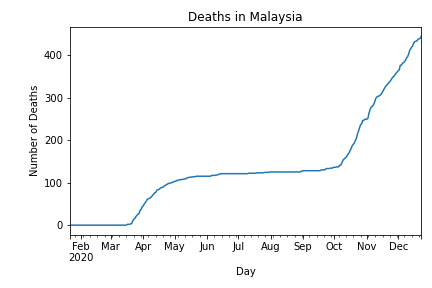 Deaths in Malaysia
Number of Deaths
400
300
200
100
0
Feb Mar Apr May Jun Jul Aug Sep Oct Nov Dec
2020
Day